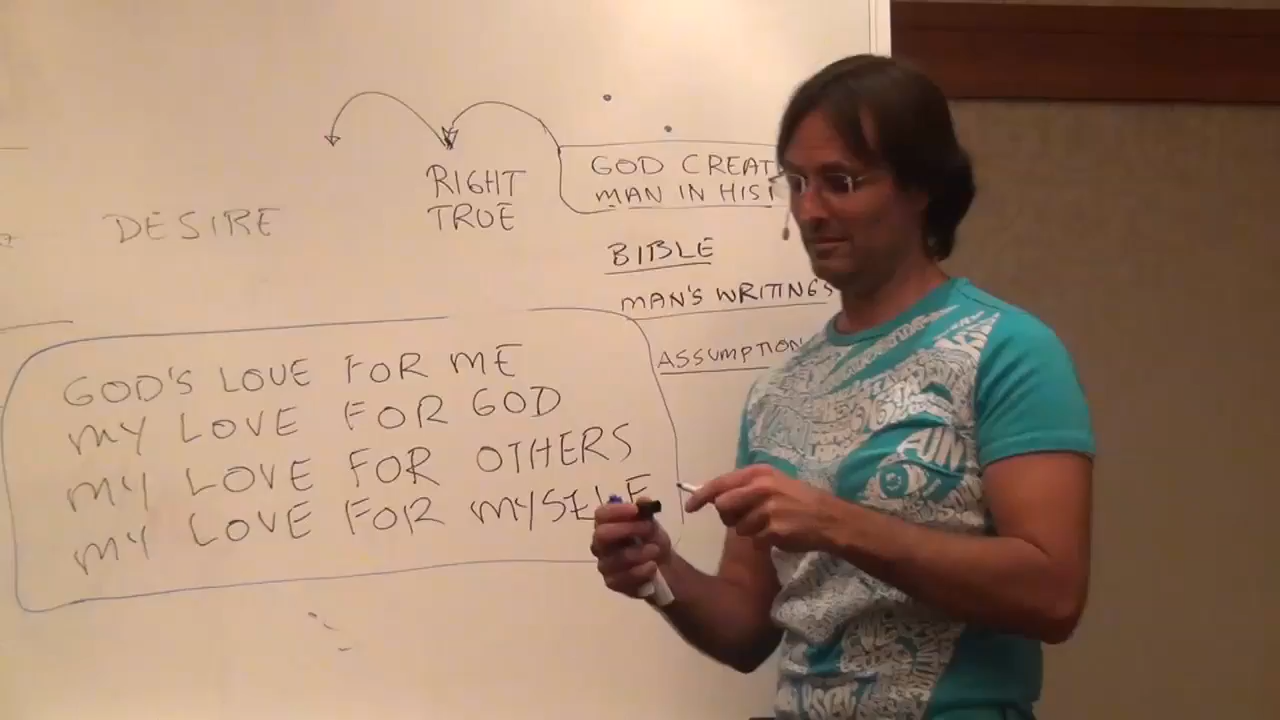 RIGHT
TRUE
DESIRE
GOD CREAT
MAN IN HIS
BIBLE
MAN'S WRITINGS
ASSUMPTION
GOD'S LOVE FOR ME
MY LOVE FOR GOD
MY LOVE FOR OTHERS
MY LOVE FOR MYSELF
FUN